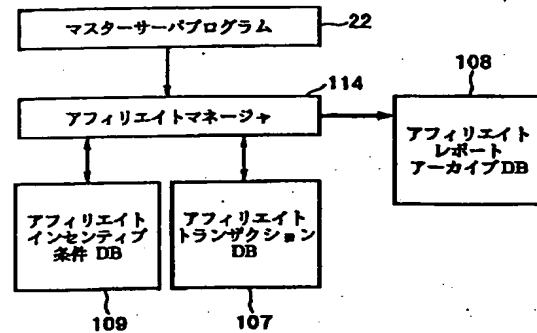 マスターサーバプログラム
22
114
アフィリエイトマネージャ
108
アフィリエイト
レポート
アーカイブDB
アフィリエイト
インセンティブ
条件 DB
アフィリエイト
トランザクション
DB
109
107